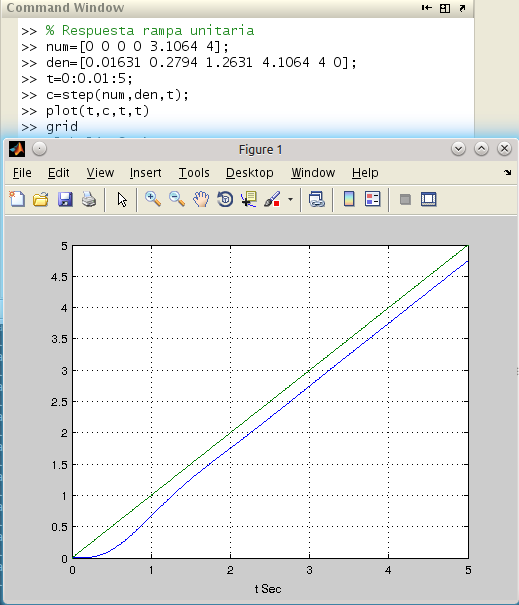 Command Window
>> % Respuesta rampa unitaria
>> num=[0 0 0 0 3.1064 4];
>> den=[0.01631 0.2794 1.2631 4.1064 4 0];
>> t=0:0.01:5;
>> c=step(num,den,t);
>> plot(t,c,t,t)
>> grid
Figure 1
File Edit View Insert Tools Desktop Window Help
5
4.5
4
3.5
3
2.5
2
1.5
1
0.5
0
0 1 2 3 4 5
t Sec